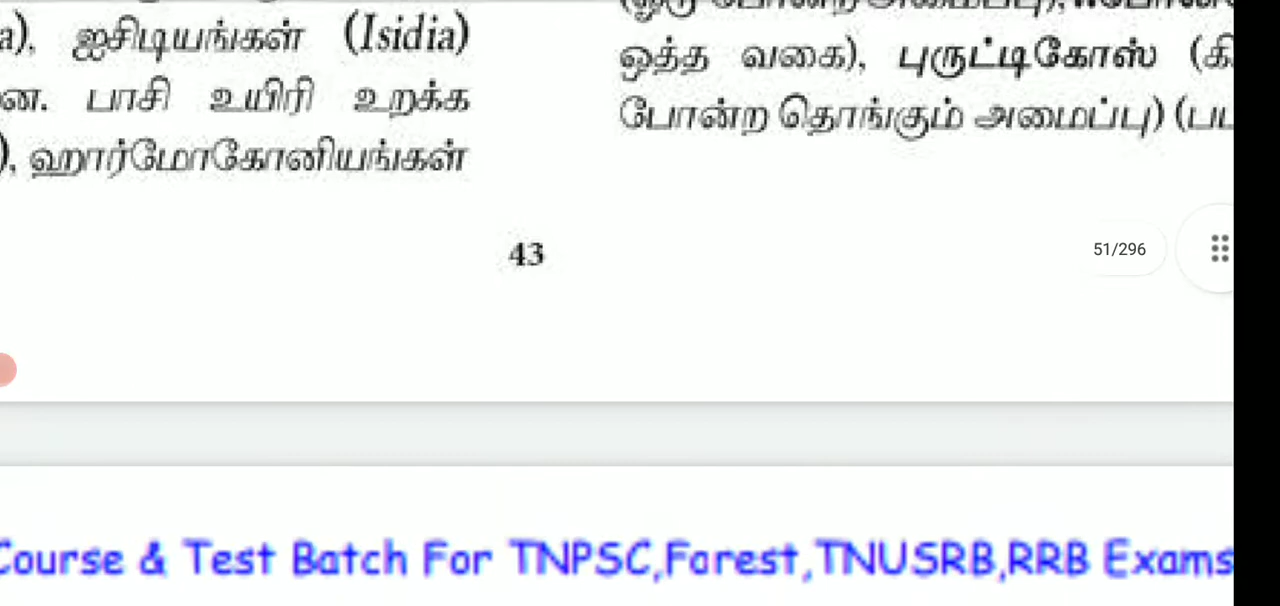 a), ஐசிடியங்கள் (Isidia)
ன. பாசி உயிரி உறக்க
), ஹார்மோகோனியங்கள்
ஒத்த வகை), புருட்டிகோஸ் (கி
போன்ற தொங்கும் அமைப்பு) (பட
43
51/296
Course & Test Batch For TNPSC,Forest,TNUSRB,RRB Exams